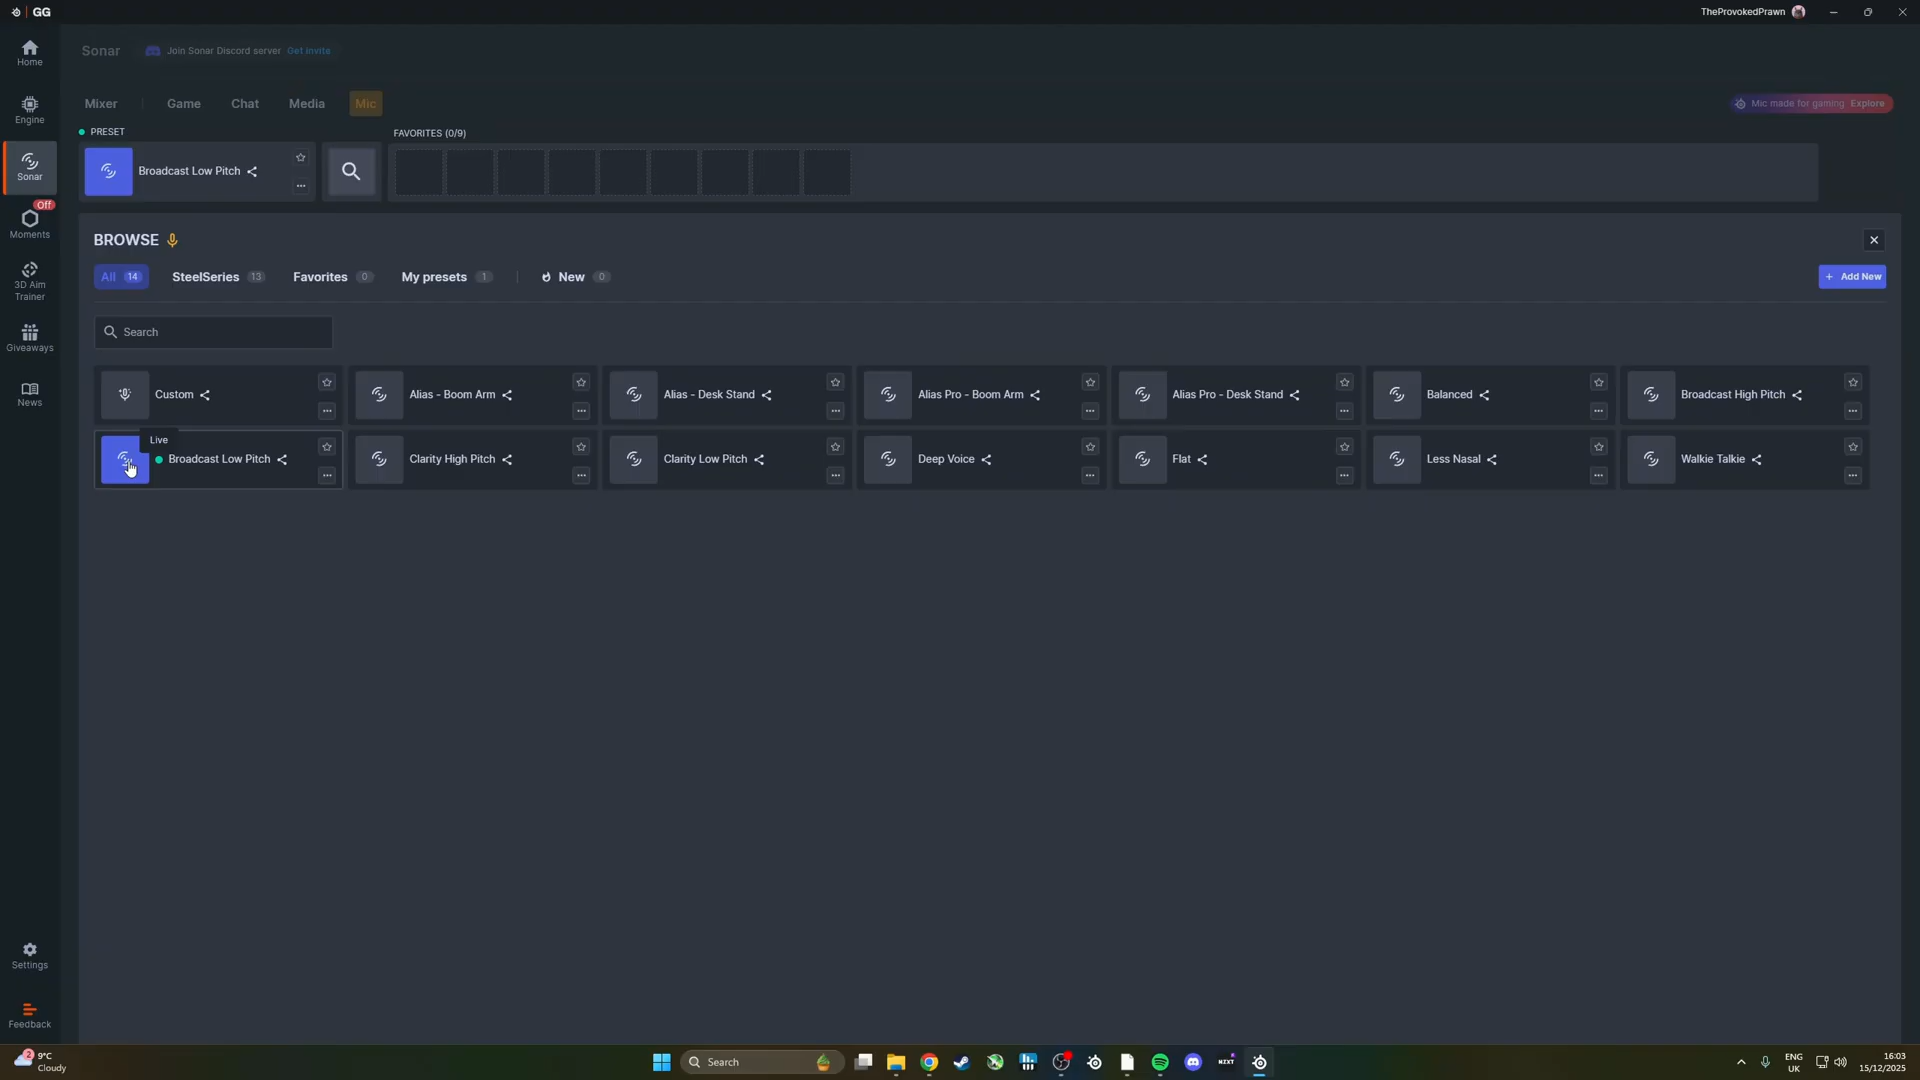 GG
TheProvokedPrawn
Home
Engine
Sonar
Off
Moments
3D Aim
Trainer
Giveaways
News
Settings
Feedback
Sonar
Join Sonar Discord server Get invite
Mixer
Game
Chat
Media
Mic
Mic made for gaming Explore
PRESET
FAVORITES (0/9)
Broadcast Low Pitch
BROWSE
All 14
SteelSeries 13
Favorites 0
My presets 1
New 0
+ Add New
Search
Custom
Alias - Boom Arm
Alias - Desk Stand
Alias Pro - Boom Arm
Alias Pro - Desk Stand
Balanced
Broadcast High Pitch
Live
Broadcast Low Pitch
Clarity High Pitch
Clarity Low Pitch
Deep Voice
Flat
Less Nasal
Walkie Talkie
2
9°C
Cloudy
Search
NZXT
ENG
UK
16:03
15/12/2025